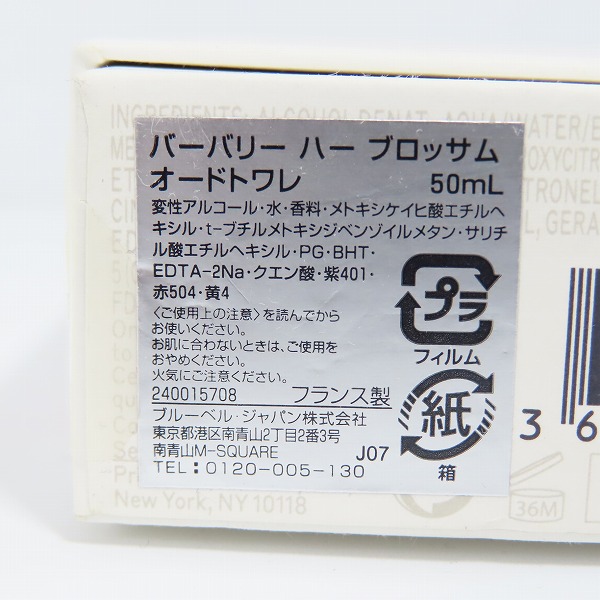 INGREDIENTS: ALCOHOL DENAT., AQUA/WATER/E
バーバリー ハー ブロッサム
オードトワレ 50mL
変性アルコール・水・香料・メトキシケイヒ酸エチルヘ
キシル・t-ブチルメトキシジベンゾイルメタン・サリチ
ル酸エチルヘキシル・PG・BHT・
EDTA-2Na・クエン酸・紫401・
赤504・黄4
〈ご使用上の注意〉を読んでから
お使いください。
お肌に合わないときは、ご使用を
おやめください。
火気にご注意ください。
240015708 フランス製
ブルーベル・ジャパン株式会社
東京都港区南青山2丁目2番3号
南青山M-SQUARE J07
TEL:0120-005-130
プラ
フィルム
紙
箱
3 6
36M
New York, NY 10118